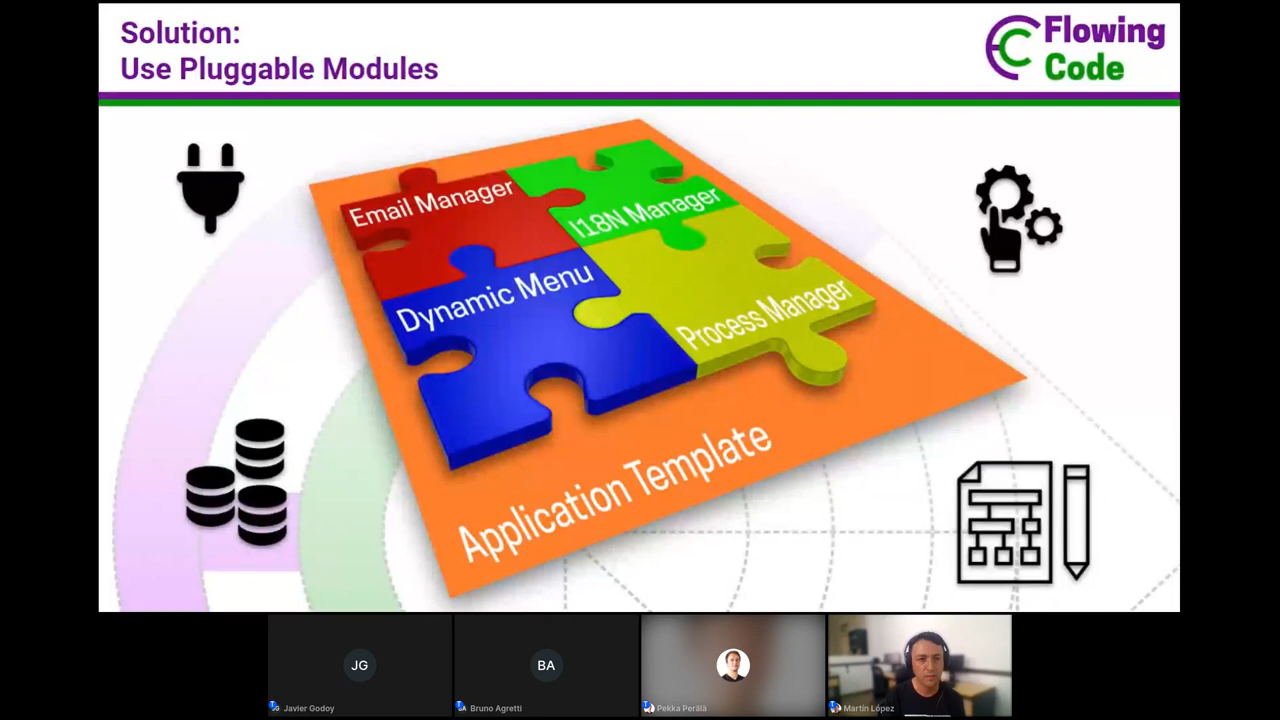 Solution:
Use Pluggable Modules
Flowing
Code
Email Manager
I18N Manager
Dynamic Menu
Process Manager
Application Template
JG
BA
Javier Godoy
Bruno Agretti
Pekka Perälä
Martín López